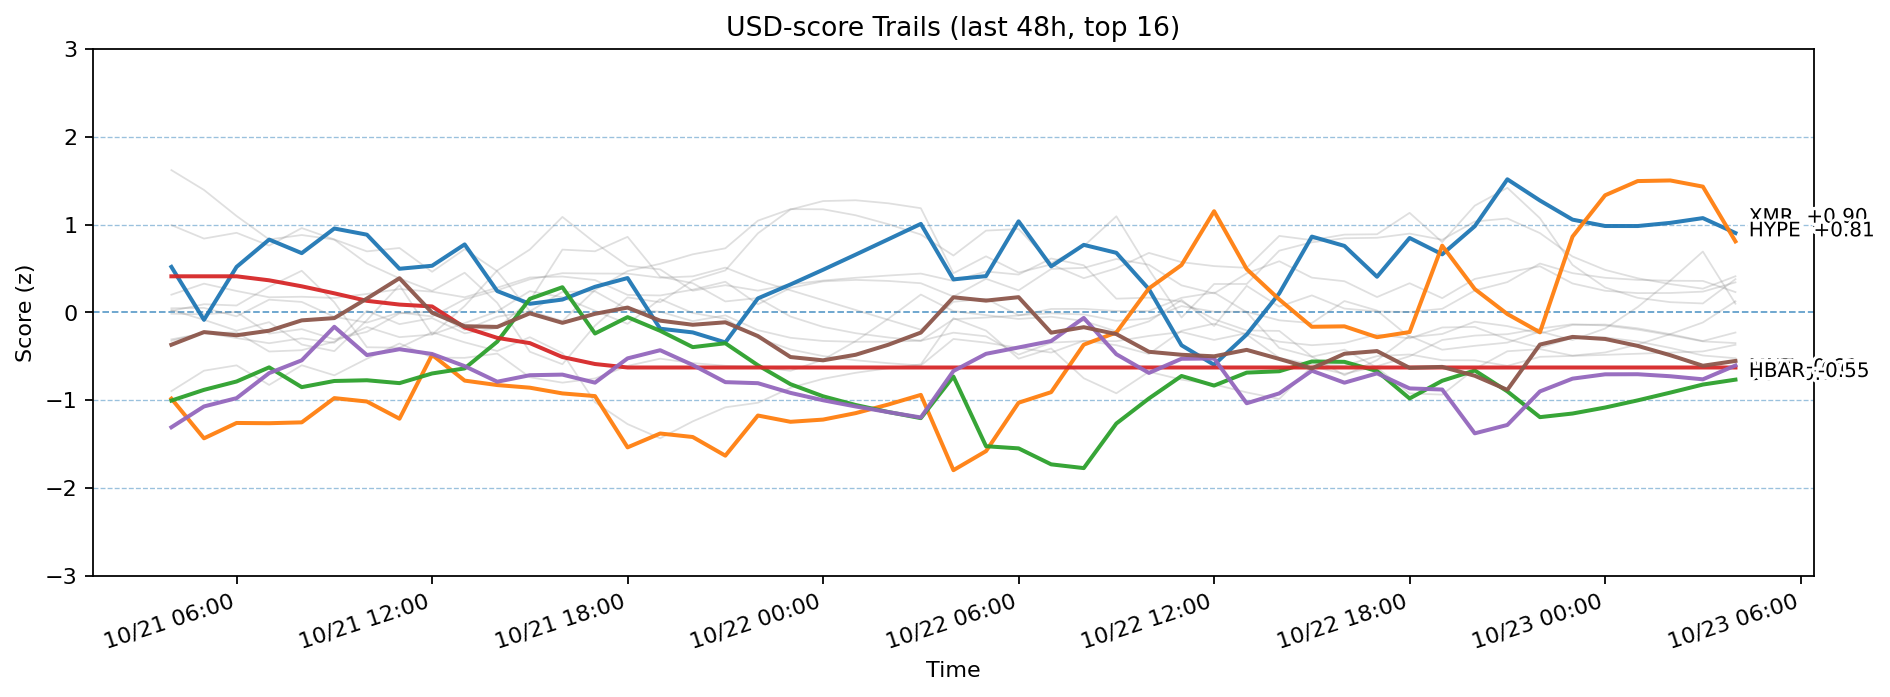 USD-score Trails (last 48h, top 16)
Score (z)
3
2
1
0
−1
−2
−3
XMR +0.90
HYPE +0.81
HBAR -0.55
10/21 06:00
10/21 12:00
10/21 18:00
10/22 00:00
10/22 06:00
10/22 12:00
10/22 18:00
10/23 00:00
10/23 06:00
Time